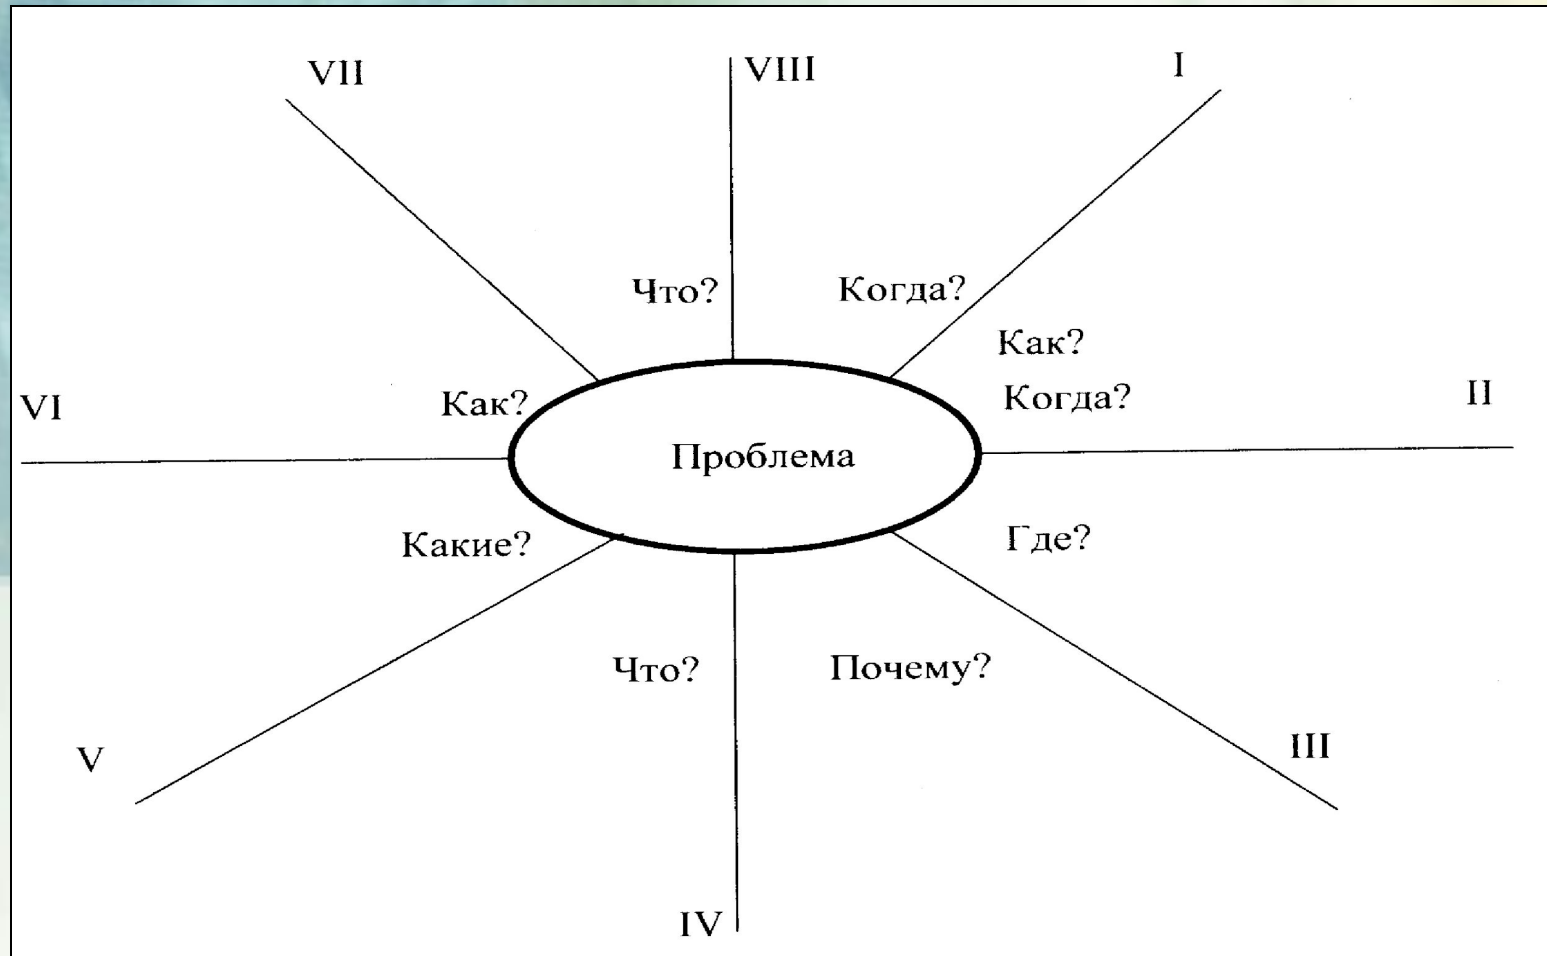 VII
VIII
I
Что?
Когда?
Как?
Когда?
VI
Как?
II
Проблема
Какие?
Где?
Что?
Почему?
V
III
IV